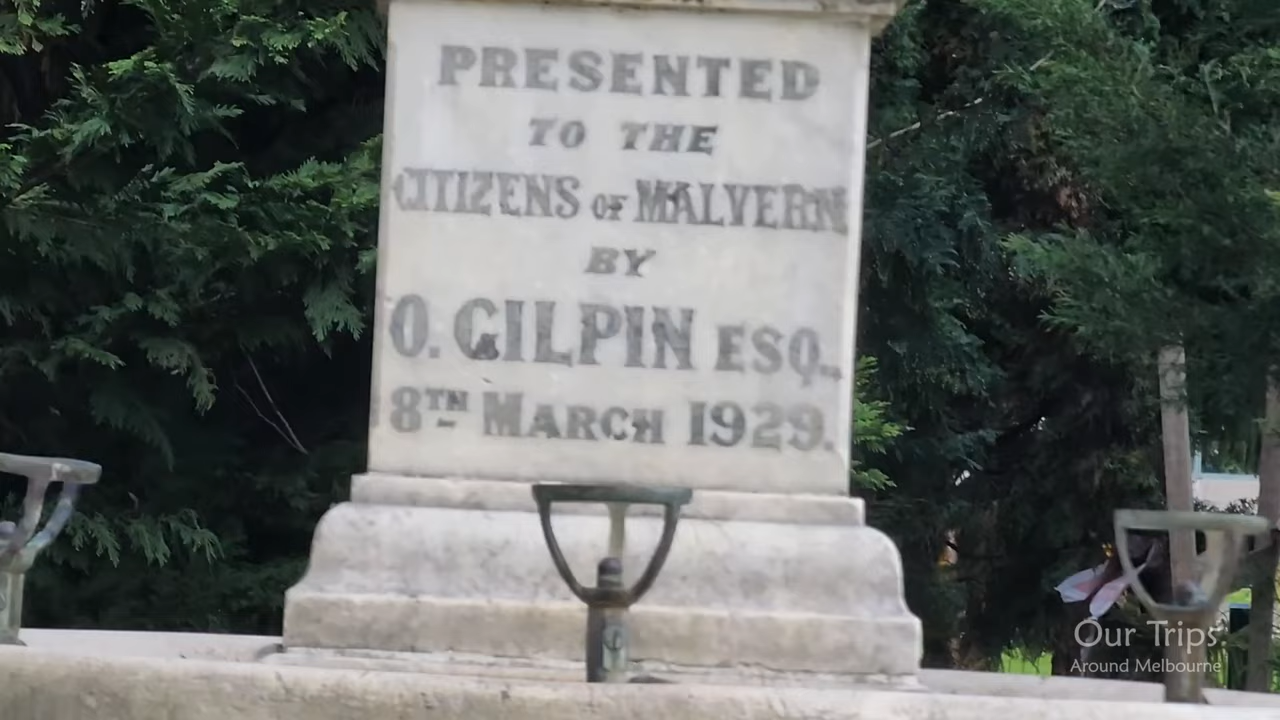 PRESENTED
TO THE
CITIZENS OF MALVERN
BY
O. GILPIN ESQ.,
8TH MARCH 1929.
Our Trips
Around Melbourne